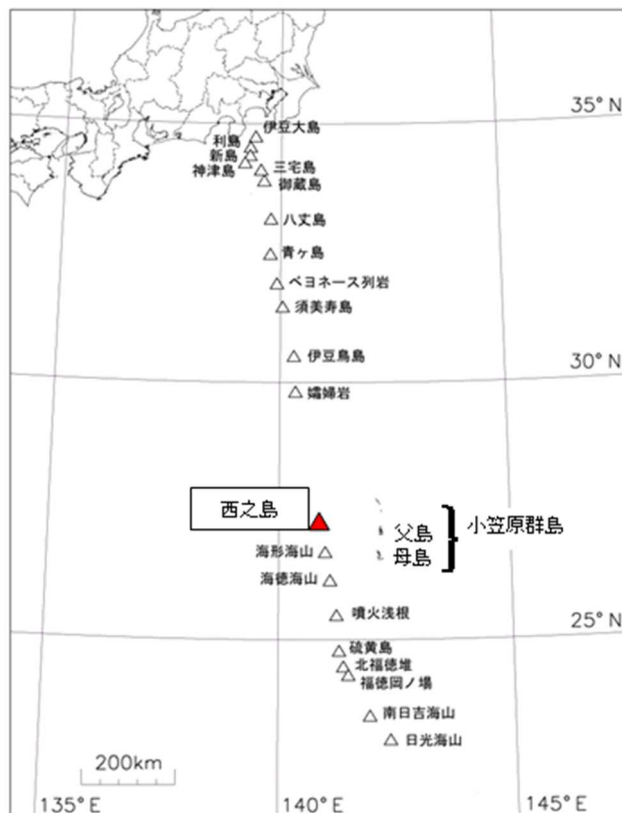 35°N
伊豆大島
利島
新島
神津島
三宅島
御蔵島
八丈島
青ヶ島
ベヨネース列岩
須美寿島
伊豆鳥島
30°N
孀婦岩
西之島
小笠原群島
父島
母島
海形海山
海徳海山
噴火浅根
25°N
硫黄島
北福徳堆
福徳岡ノ場
南日吉海山
日光海山
200km
135°E
140°E
145°E